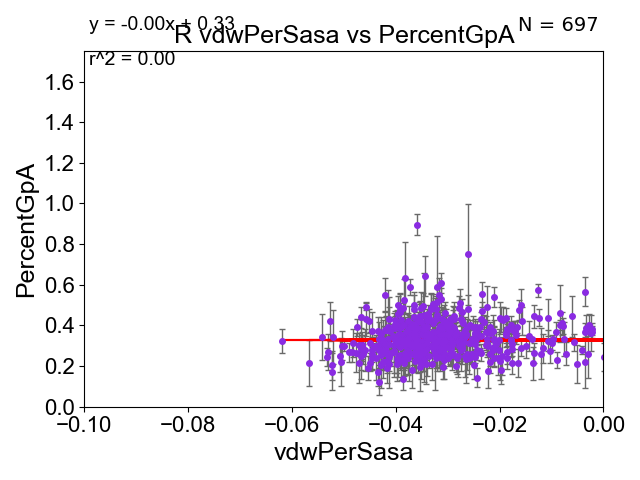 y = -0.00x + 0.33
N = 697
R vdwPerSasa vs PercentGpA
r^2 = 0.00
1.6
1.4
1.2
1.0
0.8
0.6
0.4
0.2
0.0
PercentGpA
−0.10
−0.08
−0.06
−0.04
−0.02
0.00
vdwPerSasa